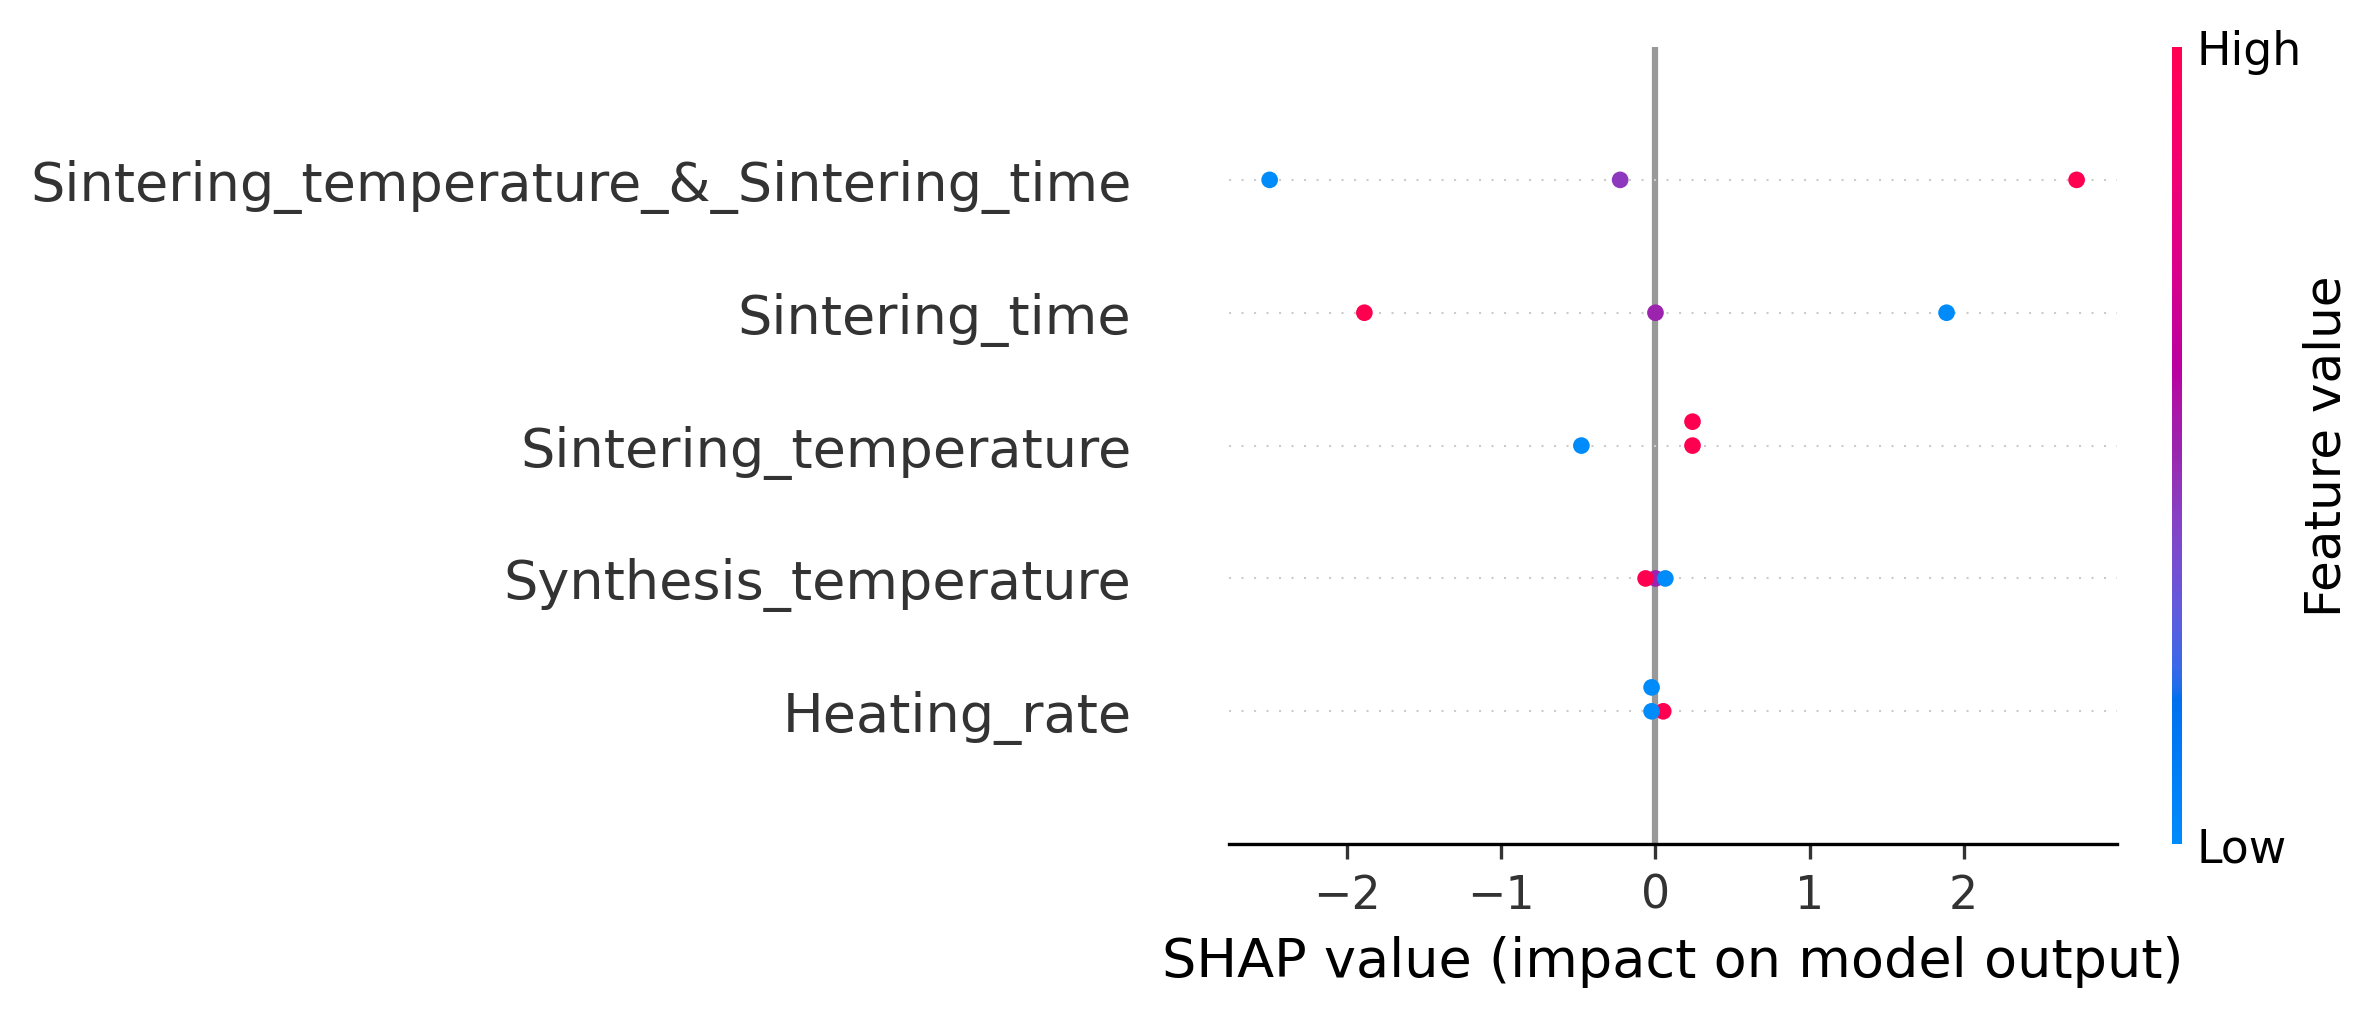 High
Sintering_temperature_&_Sintering_time
Sintering_time
Sintering_temperature
Synthesis_temperature
Heating_rate
Feature value
Low
−2 −1 0 1 2
SHAP value (impact on model output)